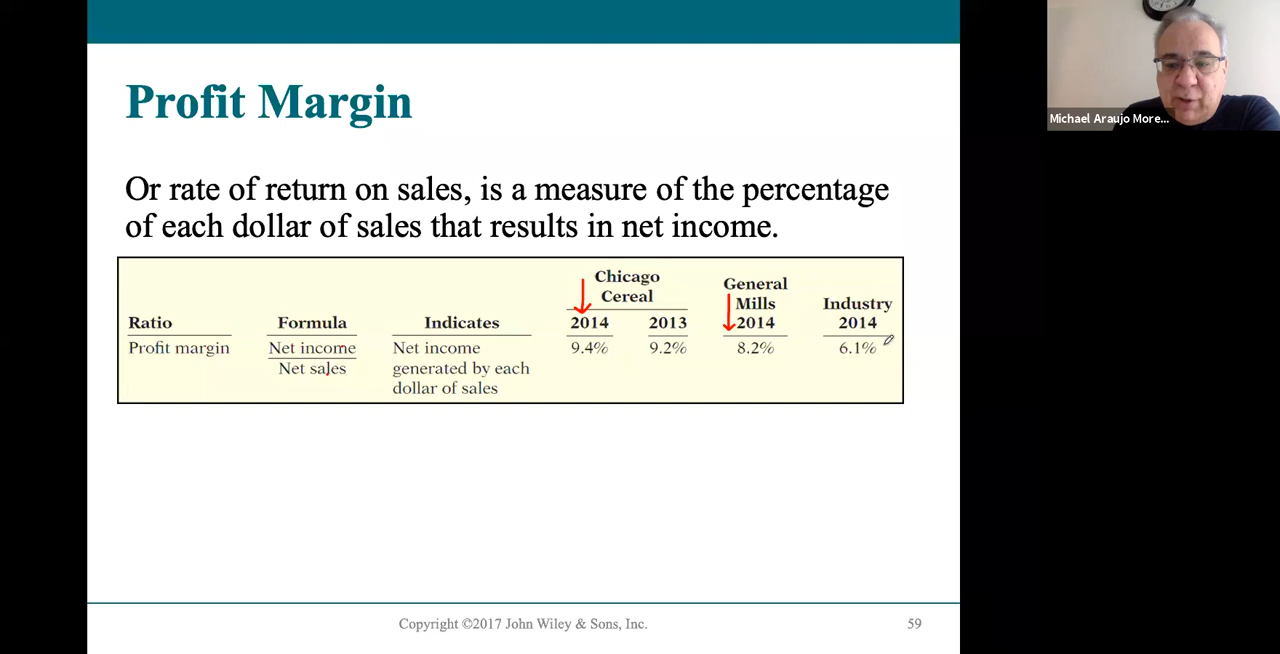 Profit Margin
Michael Araujo More...
Or rate of return on sales, is a measure of the percentage
of each dollar of sales that results in net income.
Chicago
Cereal
General
Mills
Industry
Ratio Formula Indicates 2014 2013 2014 2014
Profit margin Net income Net income 9.4% 9.2% 8.2% 6.1%
Net sales generated by each
dollar of sales
Copyright ©2017 John Wiley & Sons, Inc. 59